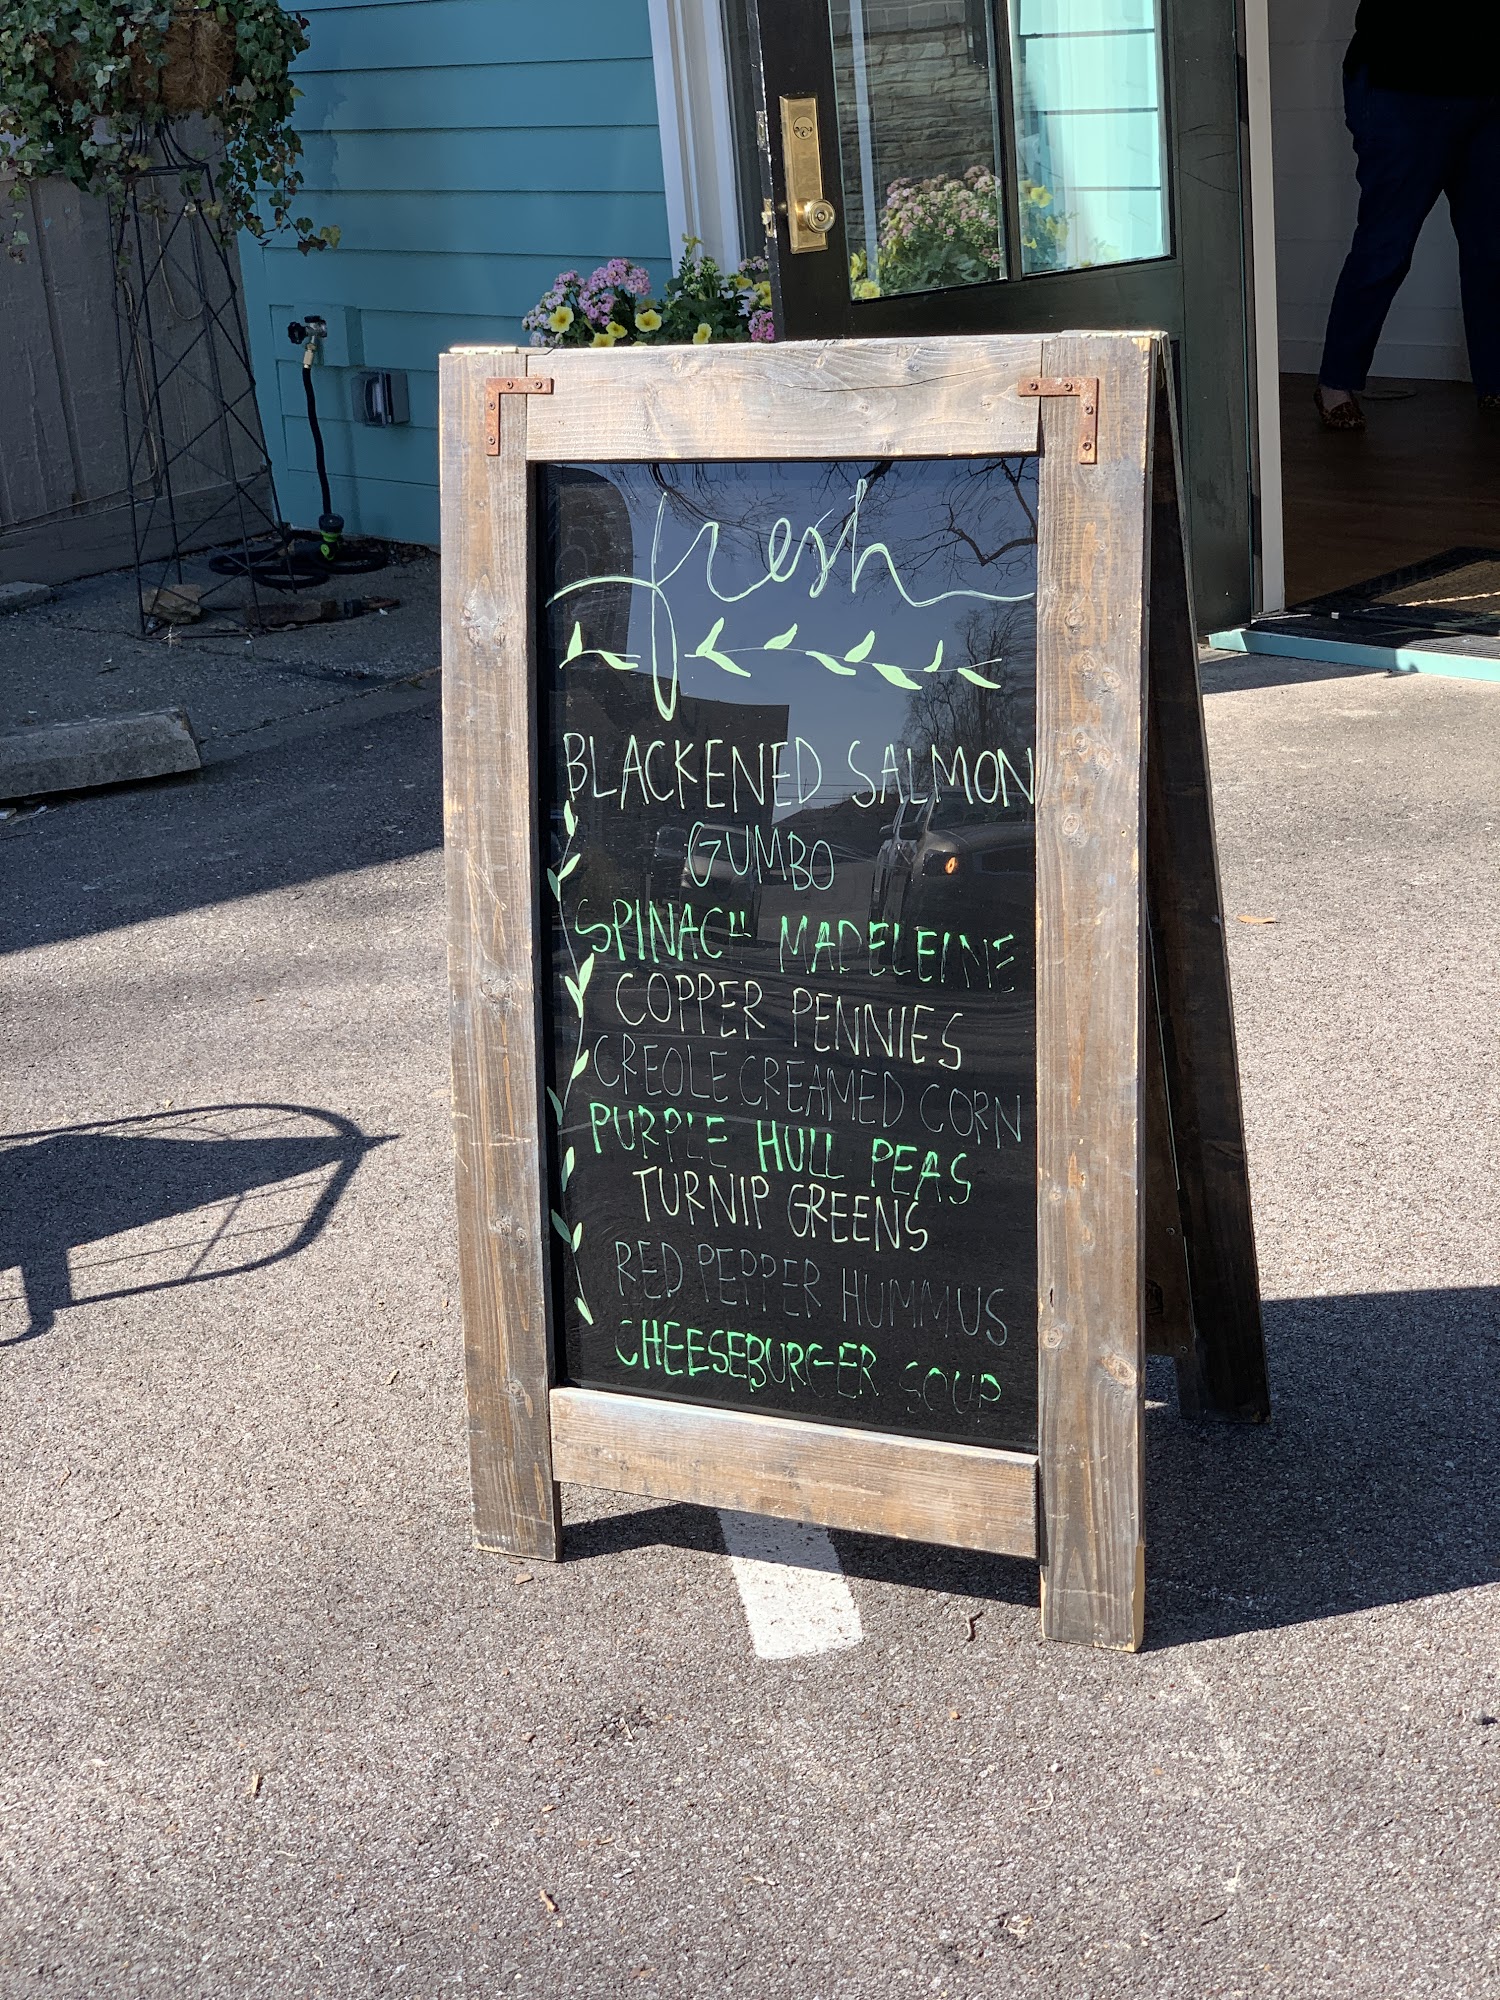 fresh
BLACKENED SALMON
GUMBO
SPINACH MADELEINE
COPPER PENNIES
CREOLE CREAMED CORN
PURPLE HULL PEAS
TURNIP GREENS
RED PEPPER HUMMUS
CHEESEBURGER SOUP